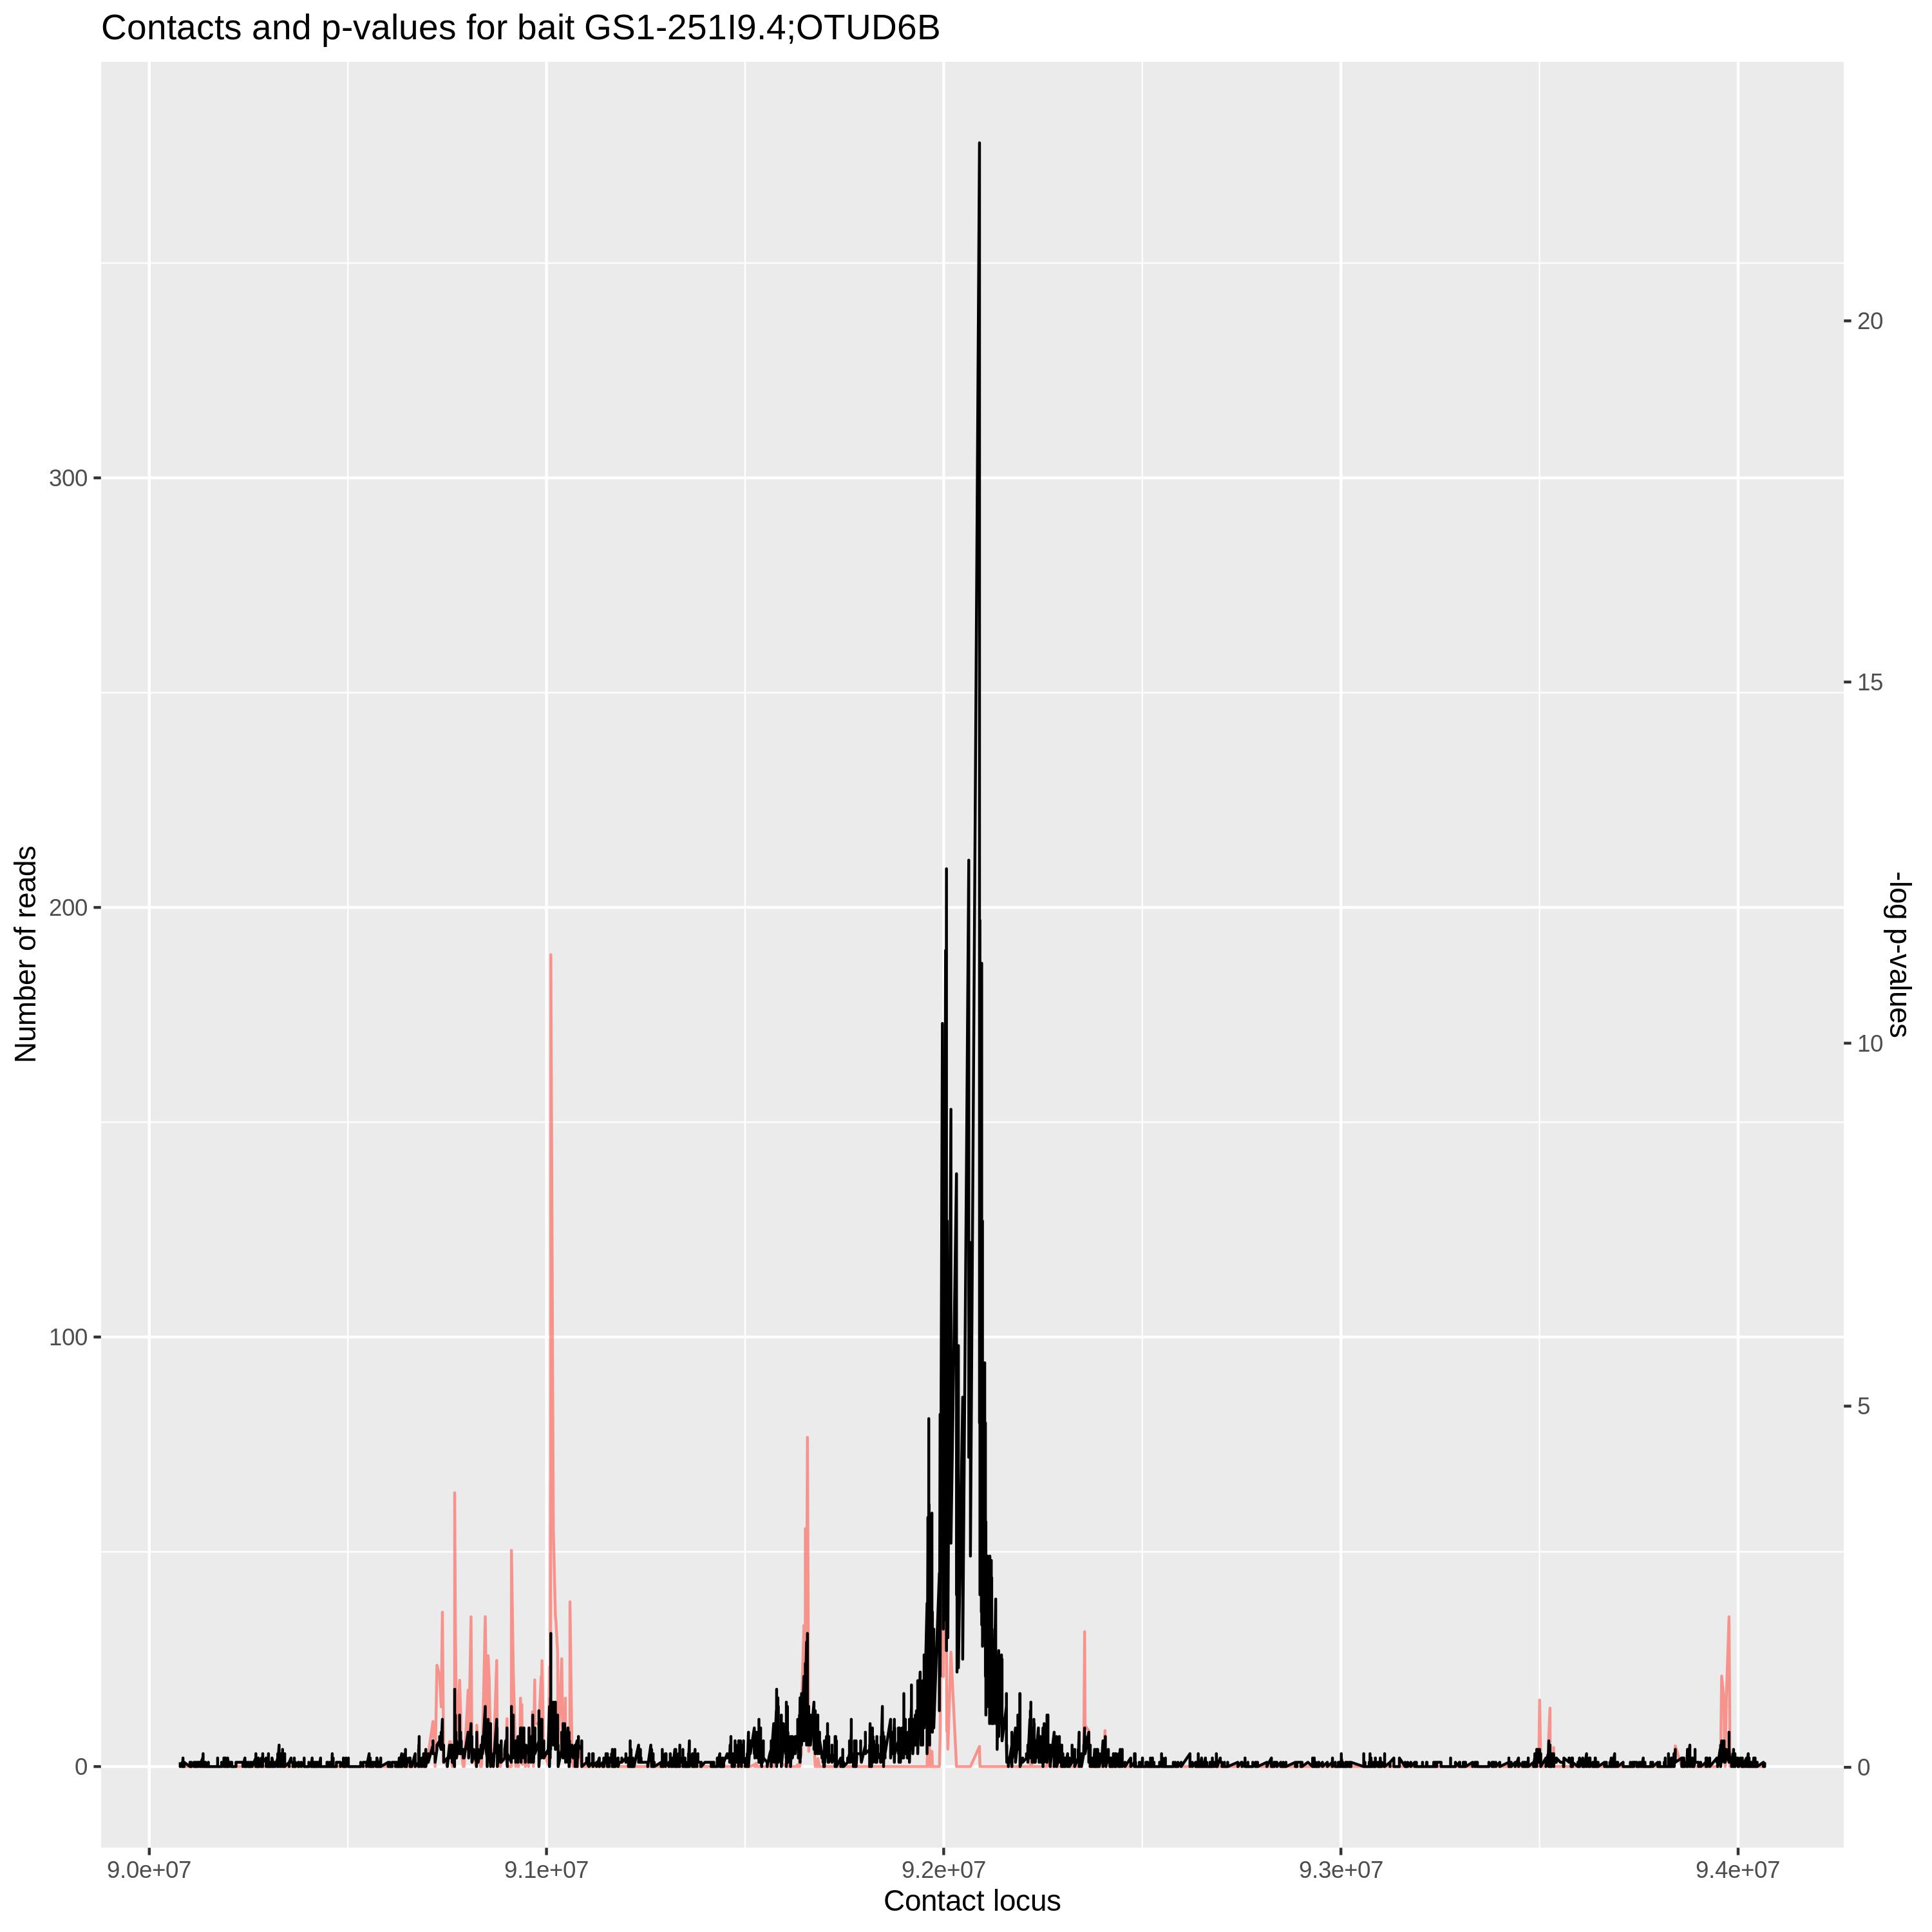 Contacts and p-values for bait GS1-251I9.4;OTUD6B
300
200
100
0
Number of reads
20
15
10
5
0
-log p-values
9.0e+07 9.1e+07 9.2e+07 9.3e+07 9.4e+07
Contact locus